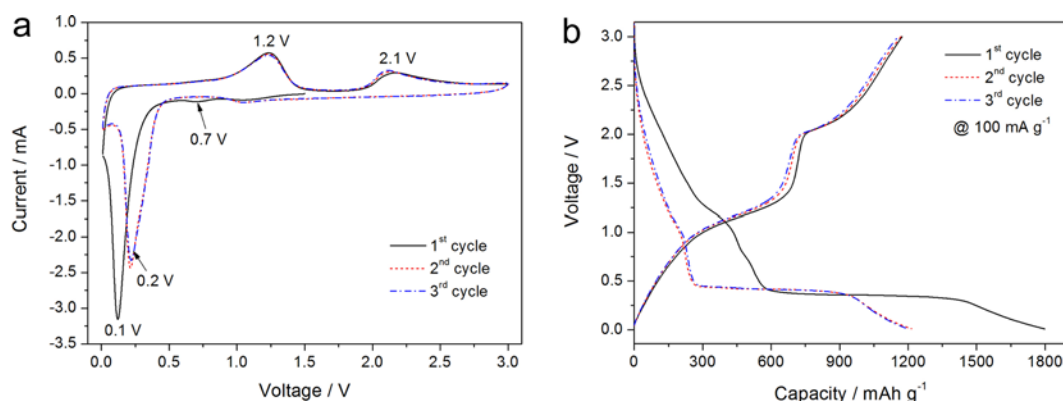 a
1.0
0.5
0.0
-0.5
-1.0
-1.5
-2.0
-2.5
-3.0
-3.5
Current / mA
1.2 V
2.1 V
0.7 V
0.2 V
0.1 V
1st cycle
2nd cycle
3rd cycle
0.0 0.5 1.0 1.5 2.0 2.5 3.0
Voltage / V
b
3.0
2.0
1.0
0.5
0.0
Voltage / V
1st cycle
2nd cycle
3rd cycle
@ 100 mA g-1
0 300 600 900 1200 1500 1800
Capacity / mAh g-1